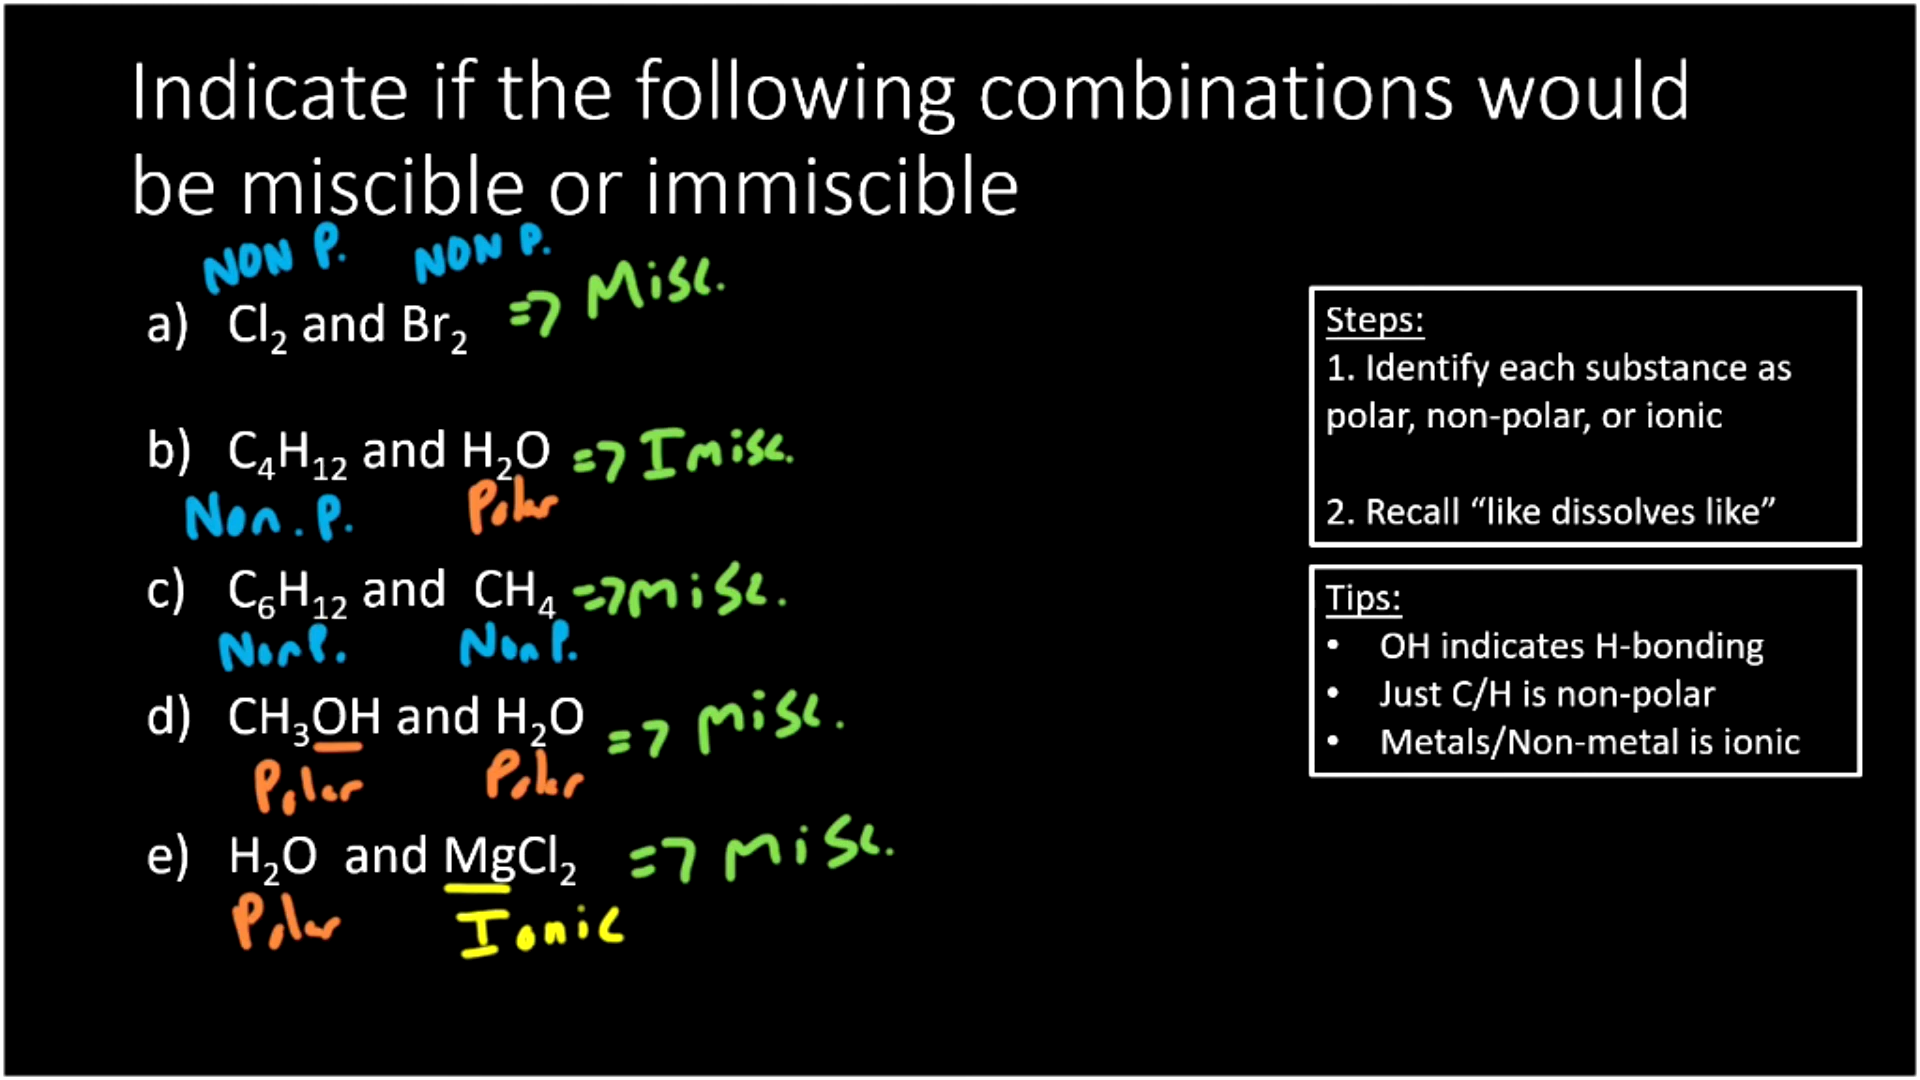 Indicate if the following combinations would
be miscible or immiscible
NON P. NON P.
a) Cl₂ and Br₂ => Misc.
b) C₄H₁₂ and H₂O => Imisc.
Non. P. Polar
c) C₆H₁₂ and CH₄ => misc.
Non P. Non P.
d) CH₃OH and H₂O => misc.
Polar Polar
e) H₂O and MgCl₂ => misc.
Polar Ionic
Steps:
1. Identify each substance as
polar, non-polar, or ionic
2. Recall “like dissolves like”
Tips:
• OH indicates H-bonding
• Just C/H is non-polar
• Metals/Non-metal is ionic